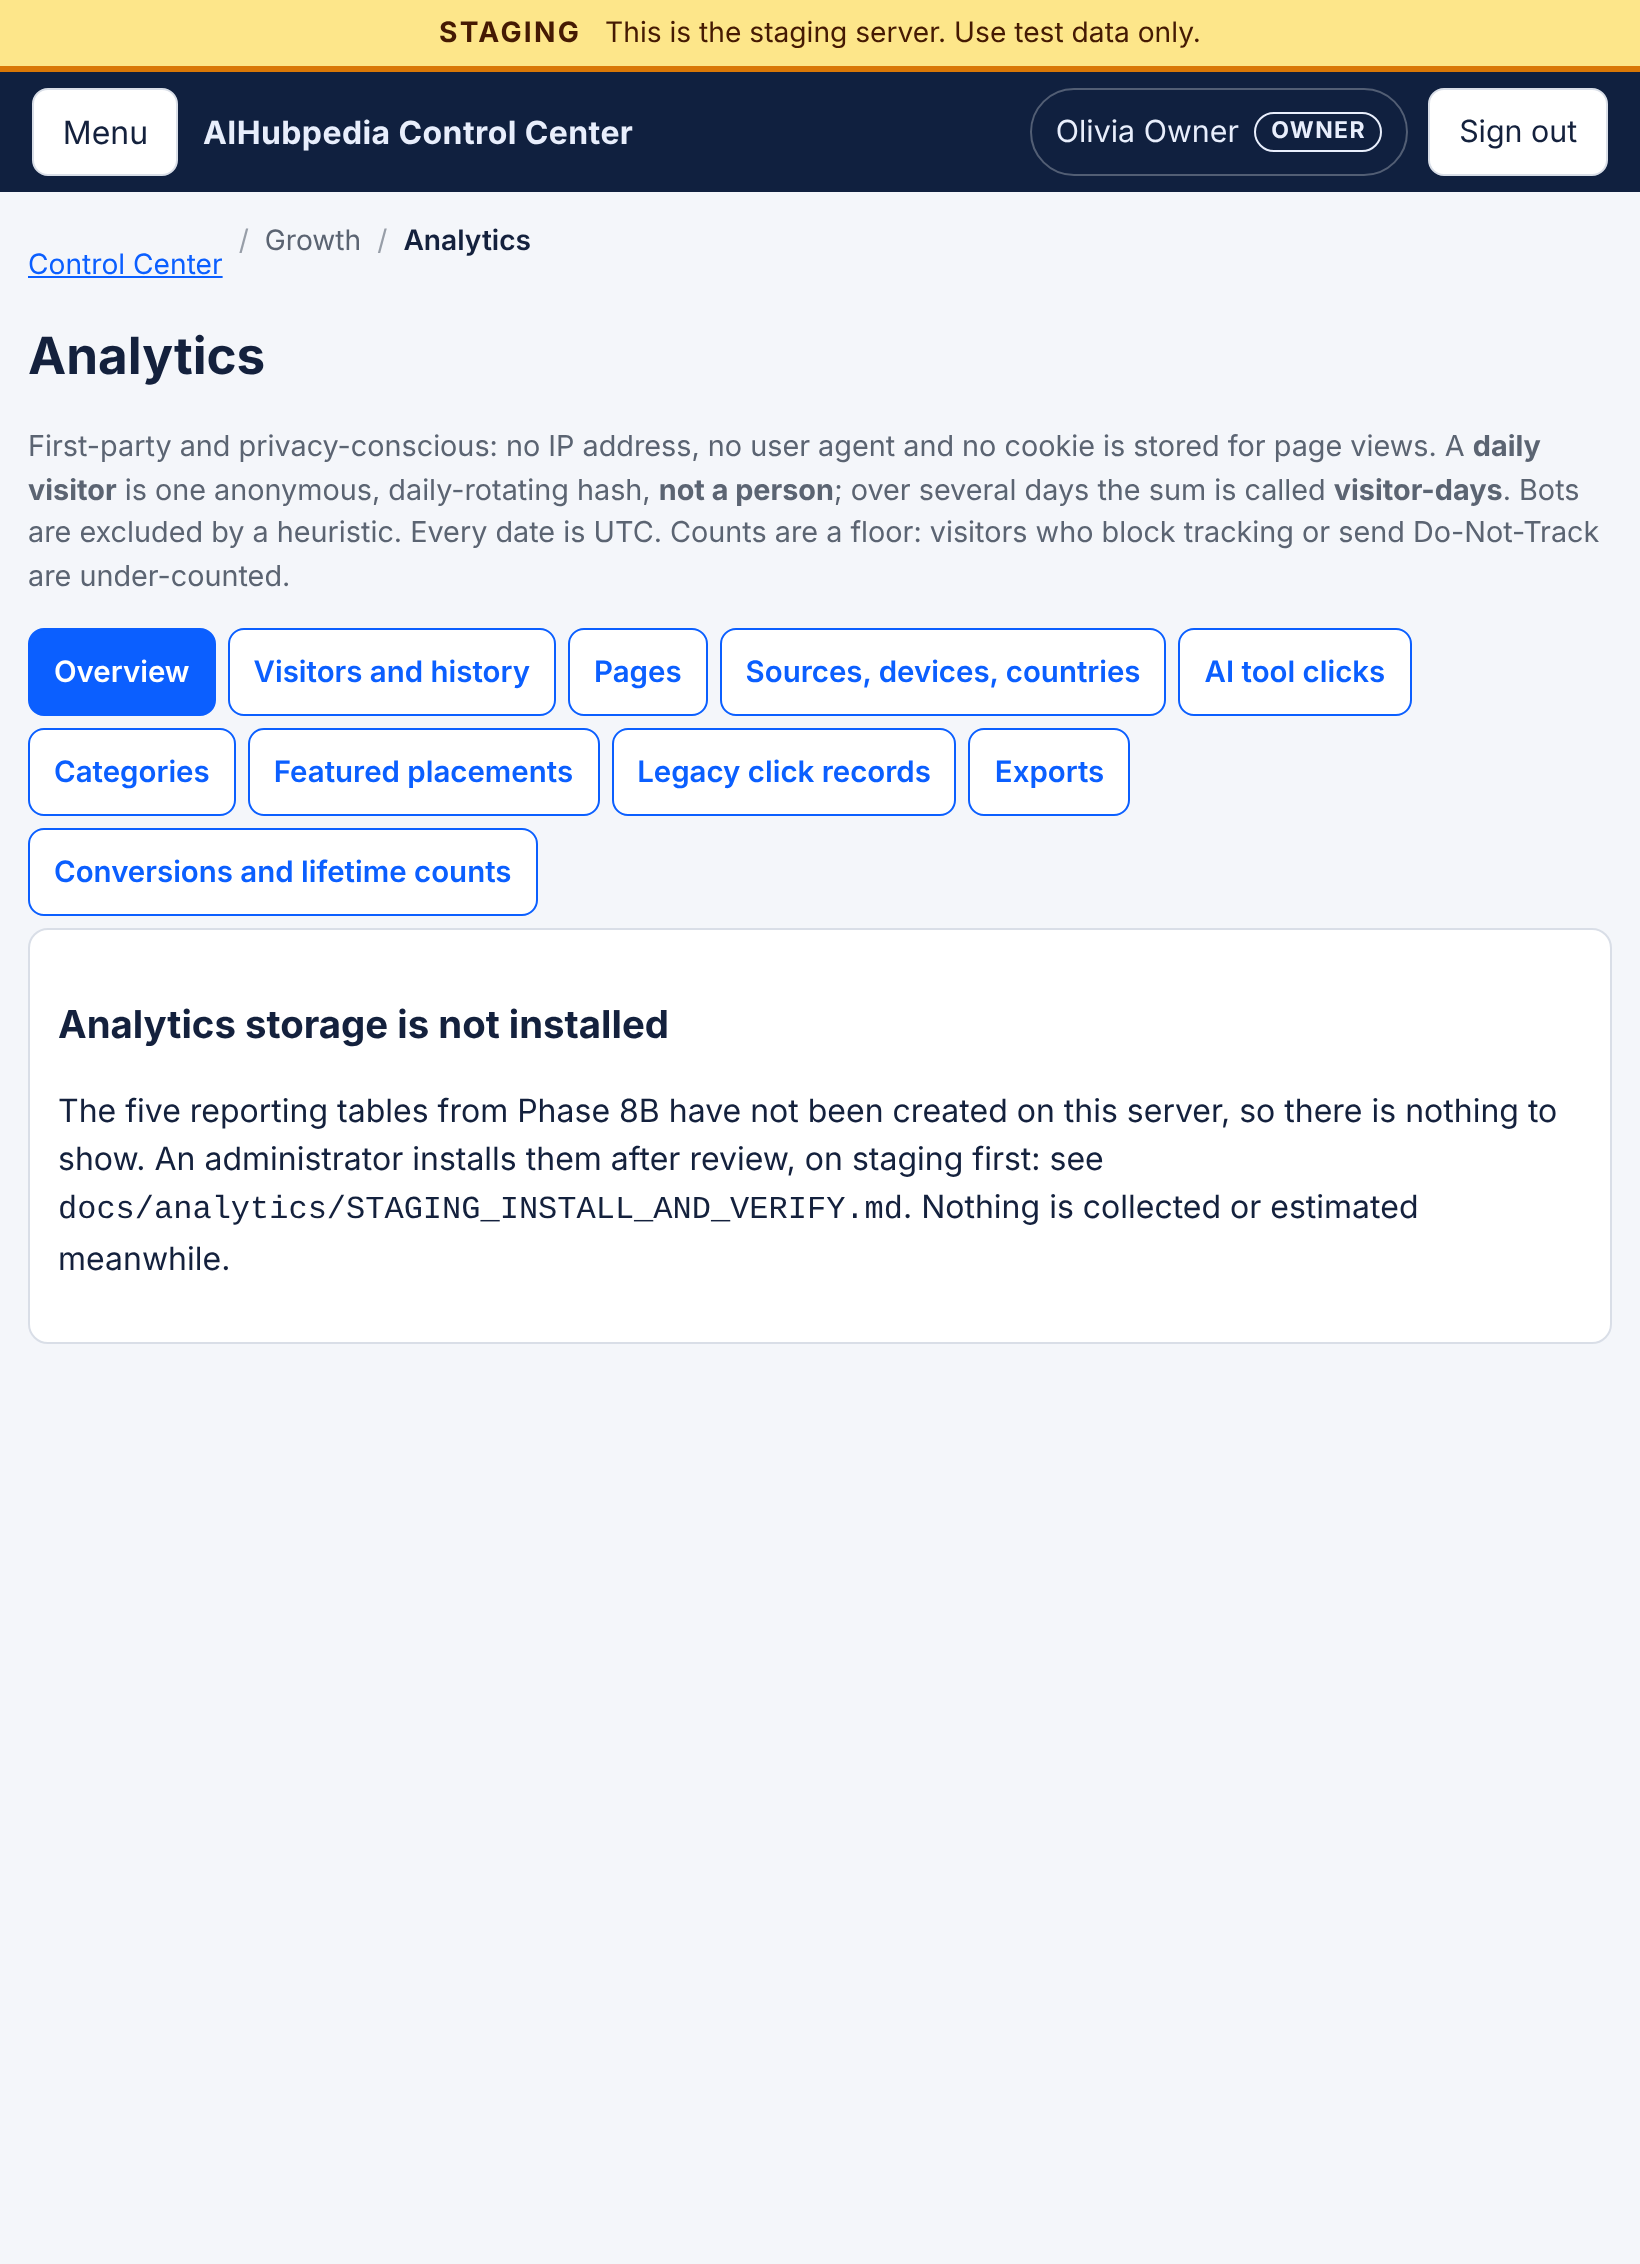 STAGING This is the staging server. Use test data only.
Menu AIHubpedia Control Center Olivia Owner OWNER Sign out
Control Center / Growth / Analytics
Analytics
First-party and privacy-conscious: no IP address, no user agent and no cookie is stored for page views. A daily
visitor is one anonymous, daily-rotating hash, not a person; over several days the sum is called visitor-days. Bots
are excluded by a heuristic. Every date is UTC. Counts are a floor: visitors who block tracking or send Do-Not-Track
are under-counted.
Overview Visitors and history Pages Sources, devices, countries AI tool clicks
Categories Featured placements Legacy click records Exports
Conversions and lifetime counts
Analytics storage is not installed
The five reporting tables from Phase 8B have not been created on this server, so there is nothing to
show. An administrator installs them after review, on staging first: see
docs/analytics/STAGING_INSTALL_AND_VERIFY.md. Nothing is collected or estimated
meanwhile.